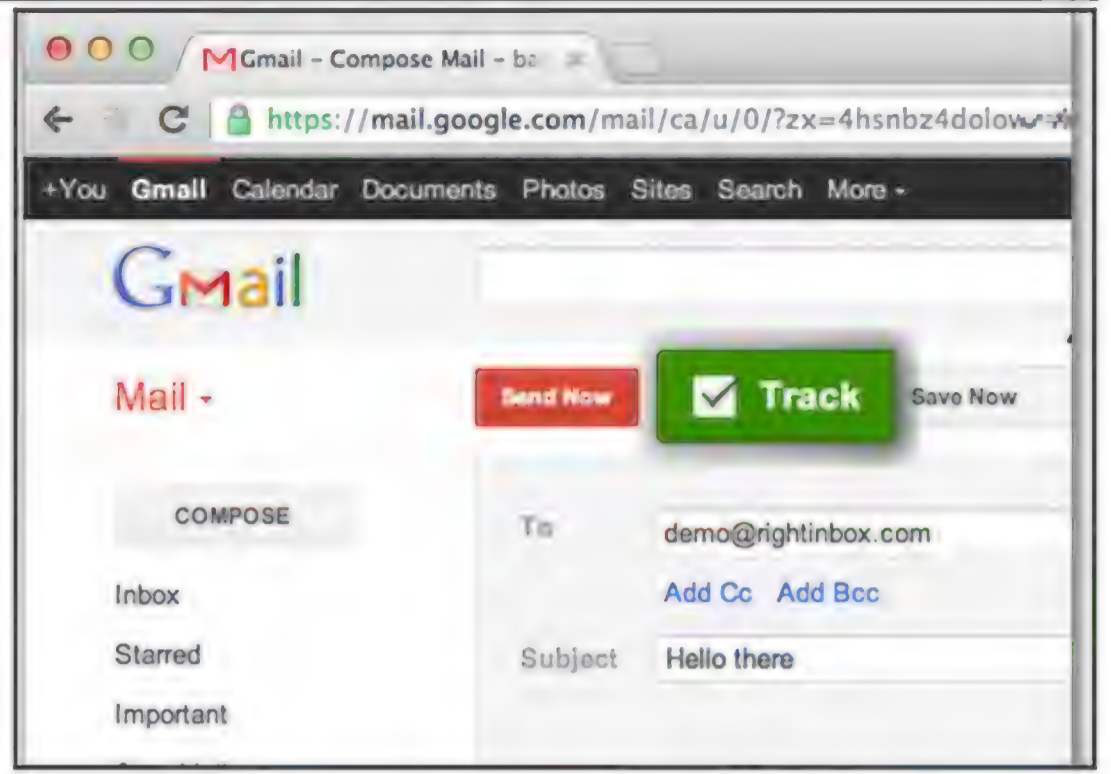 Gmail - Compose Mail - ba
https://mail.google.com/mail/ca/u/0/?zx=4hsnbz4dolow
+You Gmail Calendar Documents Photos Sites Search More
Gmail
Mail
Send Now Track Save Now
COMPOSE
To demo@rightinbox.com
Add Cc Add Bcc
Inbox
Subject Hello there
Starred
Important